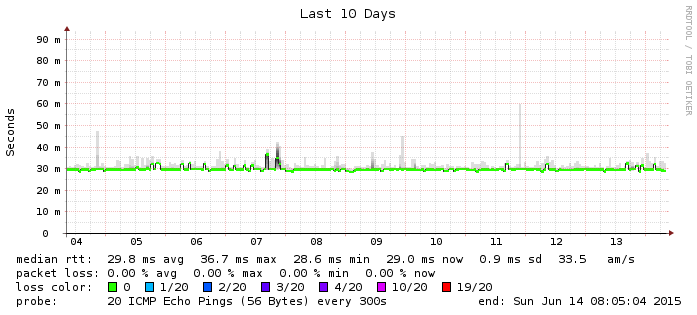 Last 10 Days
RRDTOOL / TOBI OETIKER
Seconds
90 m
80 m
70 m
60 m
50 m
40 m
30 m
20 m
10 m
0
04 05 06 07 08 09 10 11 12 13
median rtt: 29.8 ms avg 36.7 ms max 28.6 ms min 29.0 ms now 0.9 ms sd 33.5 am/s
packet loss: 0.00 % avg 0.00 % max 0.00 % min 0.00 % now
loss color: 0 1/20 2/20 3/20 4/20 10/20 19/20
probe: 20 ICMP Echo Pings (56 Bytes) every 300s end: Sun Jun 14 08:05:04 2015